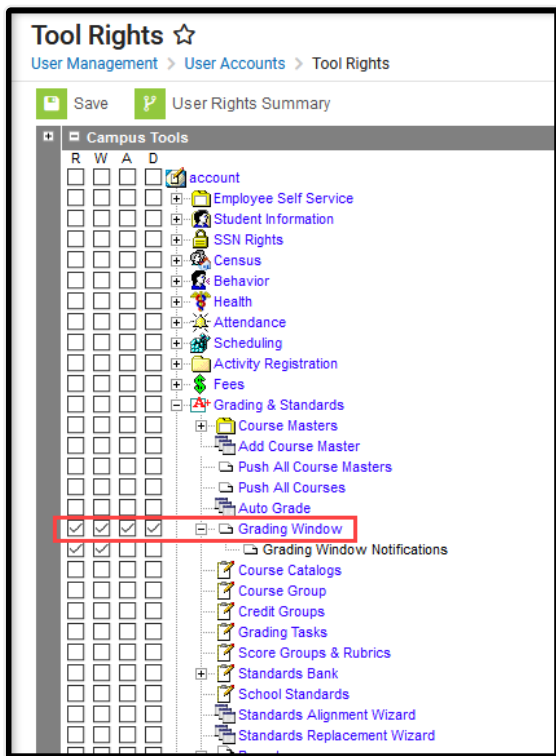 Tool Rights
User Management > User Accounts > Tool Rights
Save User Rights Summary
Campus Tools
R W A D
account
Employee Self Service
Student Information
SSN Rights
Census
Behavior
Health
Attendance
Scheduling
Activity Registration
Fees
Grading & Standards
Course Masters
Add Course Master
Push All Course Masters
Push All Courses
Auto Grade
Grading Window
Grading Window Notifications
Course Catalogs
Course Group
Credit Groups
Grading Tasks
Score Groups & Rubrics
Standards Bank
School Standards
Standards Alignment Wizard
Standards Replacement Wizard